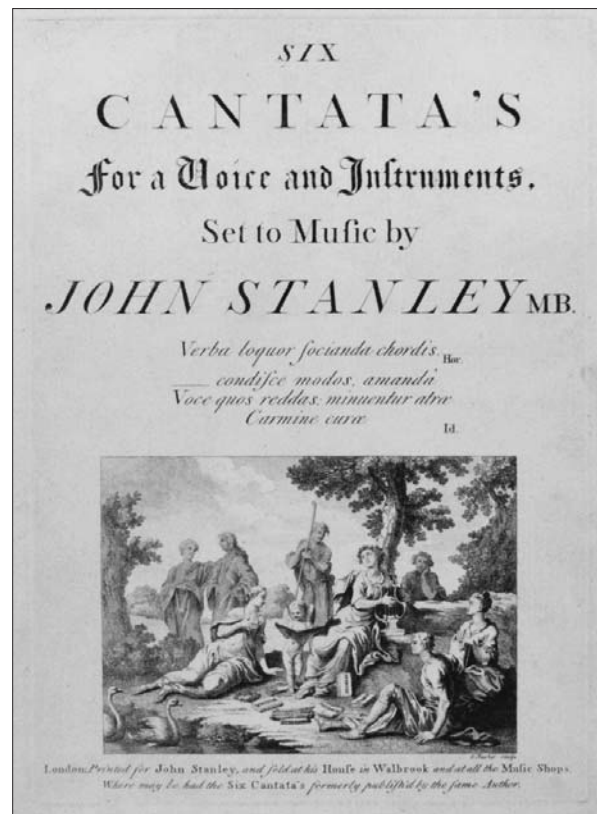 SIX
CANTATA'S
For a Voice and Inſtruments.
Set to Muſic by
JOHN STANLEY MB.
Verba loquor ſocianda chordis. Hor.
condiſce modos, amanda
Voce quos reddas; minuentur atræ
Carmine curæ
Id.
London; Printed for John Stanley, and ſold at his Houſe in Walbrook and at all the Muſic Shops.
Where may be had the Six Cantata's formerly publiſh'd by the ſame Author.